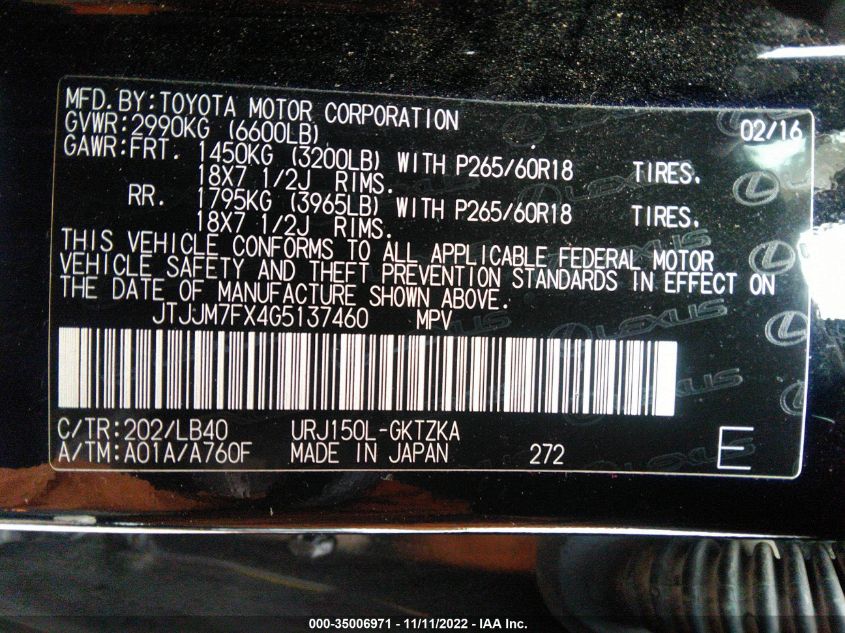 MFD.BY:TOYOTA MOTOR CORPORATION 02/16
GVWR:2990KG (6600LB)
GAWR:FRT. 1450KG (3200LB) WITH P265/60R18 TIRES.
18X7 1/2J RIMS.
RR. 1795KG (3965LB) WITH P265/60R18 TIRES.
18X7 1/2J RIMS.
THIS VEHICLE CONFORMS TO ALL APPLICABLE FEDERAL MOTOR
VEHICLE SAFETY AND THEFT PREVENTION STANDARDS IN EFFECT ON
THE DATE OF MANUFACTURE SHOWN ABOVE.
JTJJM7FX4G5137460 MPV
C/TR:202/LB40 URJ150L-GKTZKA
A/TM:A01A/A760F MADE IN JAPAN 272 E
LEXUS
000-35006971 - 11/11/2022 - IAA Inc.